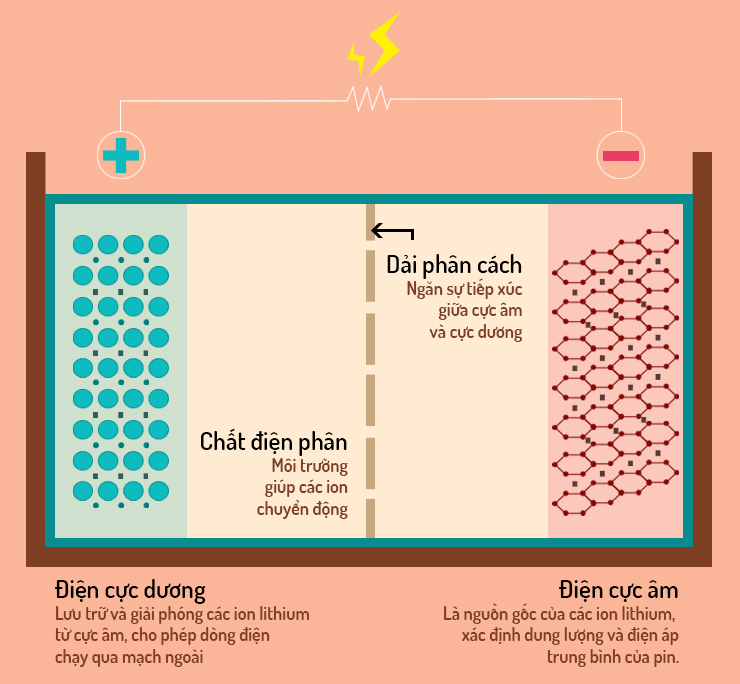 Dải phân cách
Ngăn sự tiếp xúc
giữa cực âm
và cực dương
Chất điện phân
Môi trường
giúp các ion
chuyển động
Điện cực dương
Lưu trữ và giải phóng các ion lithium
từ cực âm, cho phép dòng điện
chạy qua mạch ngoài
Điện cực âm
Là nguồn gốc của các ion lithium,
xác định dung lượng và điện áp
trung bình của pin.